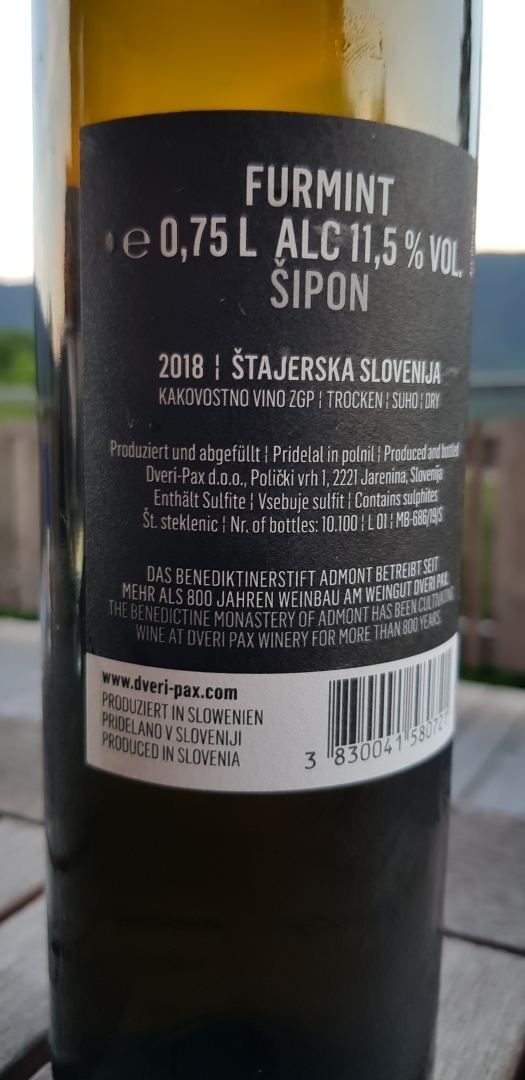 FURMINT
e 0,75 L ALC 11,5 % VOL.
ŠIPON
2018 ¦ ŠTAJERSKA SLOVENIJA
KAKOVOSTNO VINO ZGP ¦ TROCKEN ¦ SUHO ¦ DRY
Produziert und abgefüllt ¦ Pridelal in polnil ¦ Produced and bottled
Dveri-Pax d.o.o., Polički vrh 1, 2221 Jarenina, Slovenija
Enthält Sulfite ¦ Vsebuje sulfit ¦ Contains sulphites
Št. steklenic ¦ Nr. of bottles: 10.100 ¦ L 01 ¦ MB-686/19/S
DAS BENEDIKTINERSTIFT ADMONT BETREIBT SEIT
MEHR ALS 800 JAHREN WEINBAU AM WEINGUT DVERI PAX.
THE BENEDICTINE MONASTERY OF ADMONT HAS BEEN CULTIVATING
WINE AT DVERI PAX WINERY FOR MORE THAN 800 YEARS.
www.dveri-pax.com
PRODUZIERT IN SLOWENIEN
PRIDELANO V SLOVENIJI
PRODUCED IN SLOVENIA
3 830041 58072